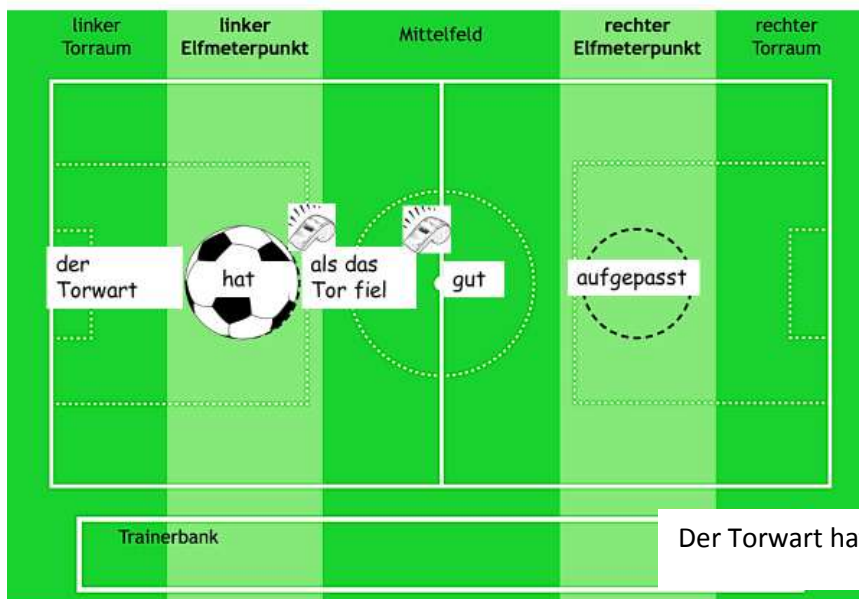 linker
Torraum
linker
Elfmeterpunkt
Mittelfeld
rechter
Elfmeterpunkt
rechter
Torraum
der
Torwart
hat
als das
Tor fiel
gut
aufgepasst
Trainerbank
Der Torwart ha